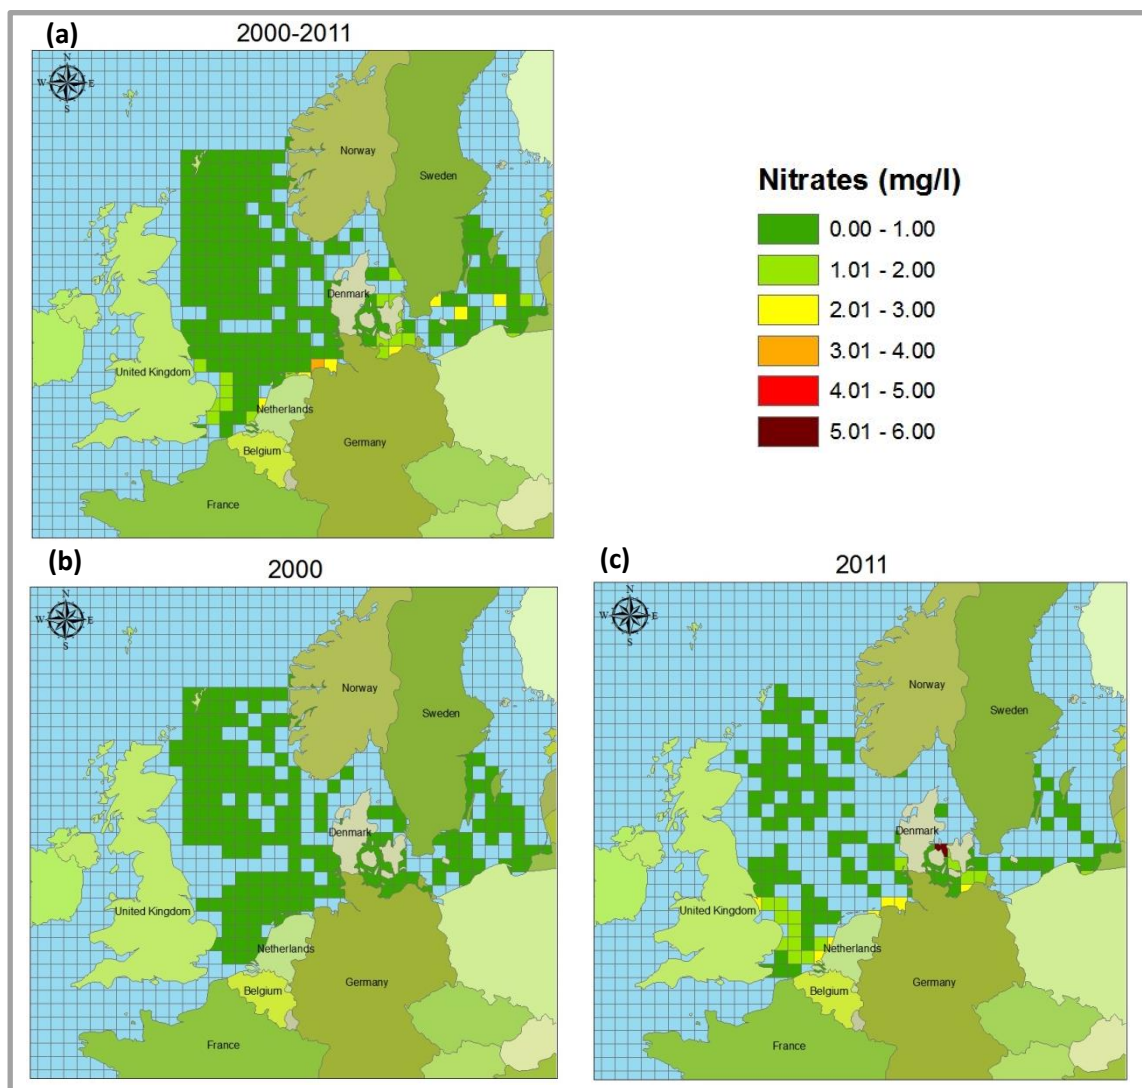 (a)
2000-2011
N
W E
S
Norway
Sweden
Denmark
United Kingdom
Netherlands
Belgium
Germany
France
Nitrates (mg/l)
0.00 - 1.00
1.01 - 2.00
2.01 - 3.00
3.01 - 4.00
4.01 - 5.00
5.01 - 6.00
(b)
2000
N
W E
S
Norway
Sweden
Denmark
United Kingdom
Netherlands
Belgium
Germany
France
(c)
2011
N
W E
S
Norway
Sweden
Denmark
United Kingdom
Netherlands
Belgium
Germany
France